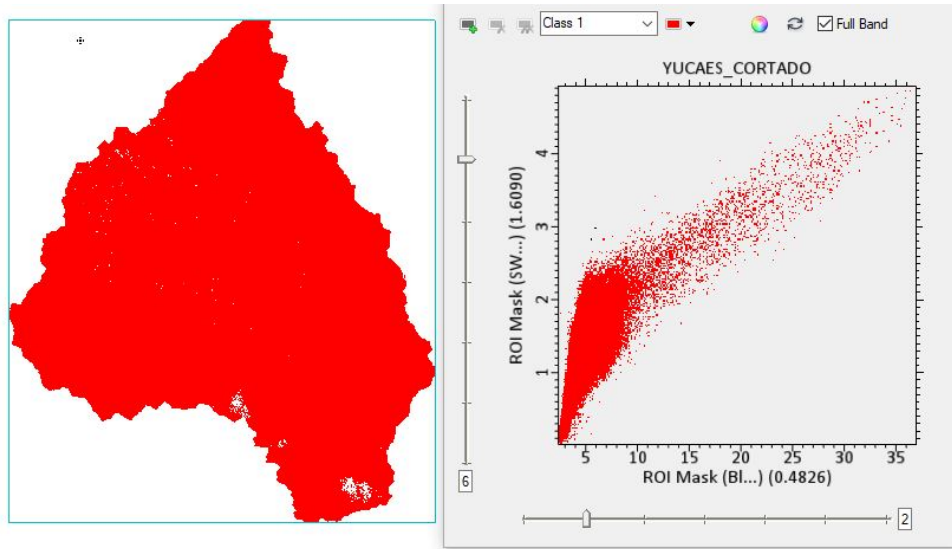 Class 1
Full Band
YUCAES_CORTADO
ROI Mask (SW...) (1.6090)
4
3
2
1
5 10 15 20 25 30 35
ROI Mask (Bl...) (0.4826)
6
2